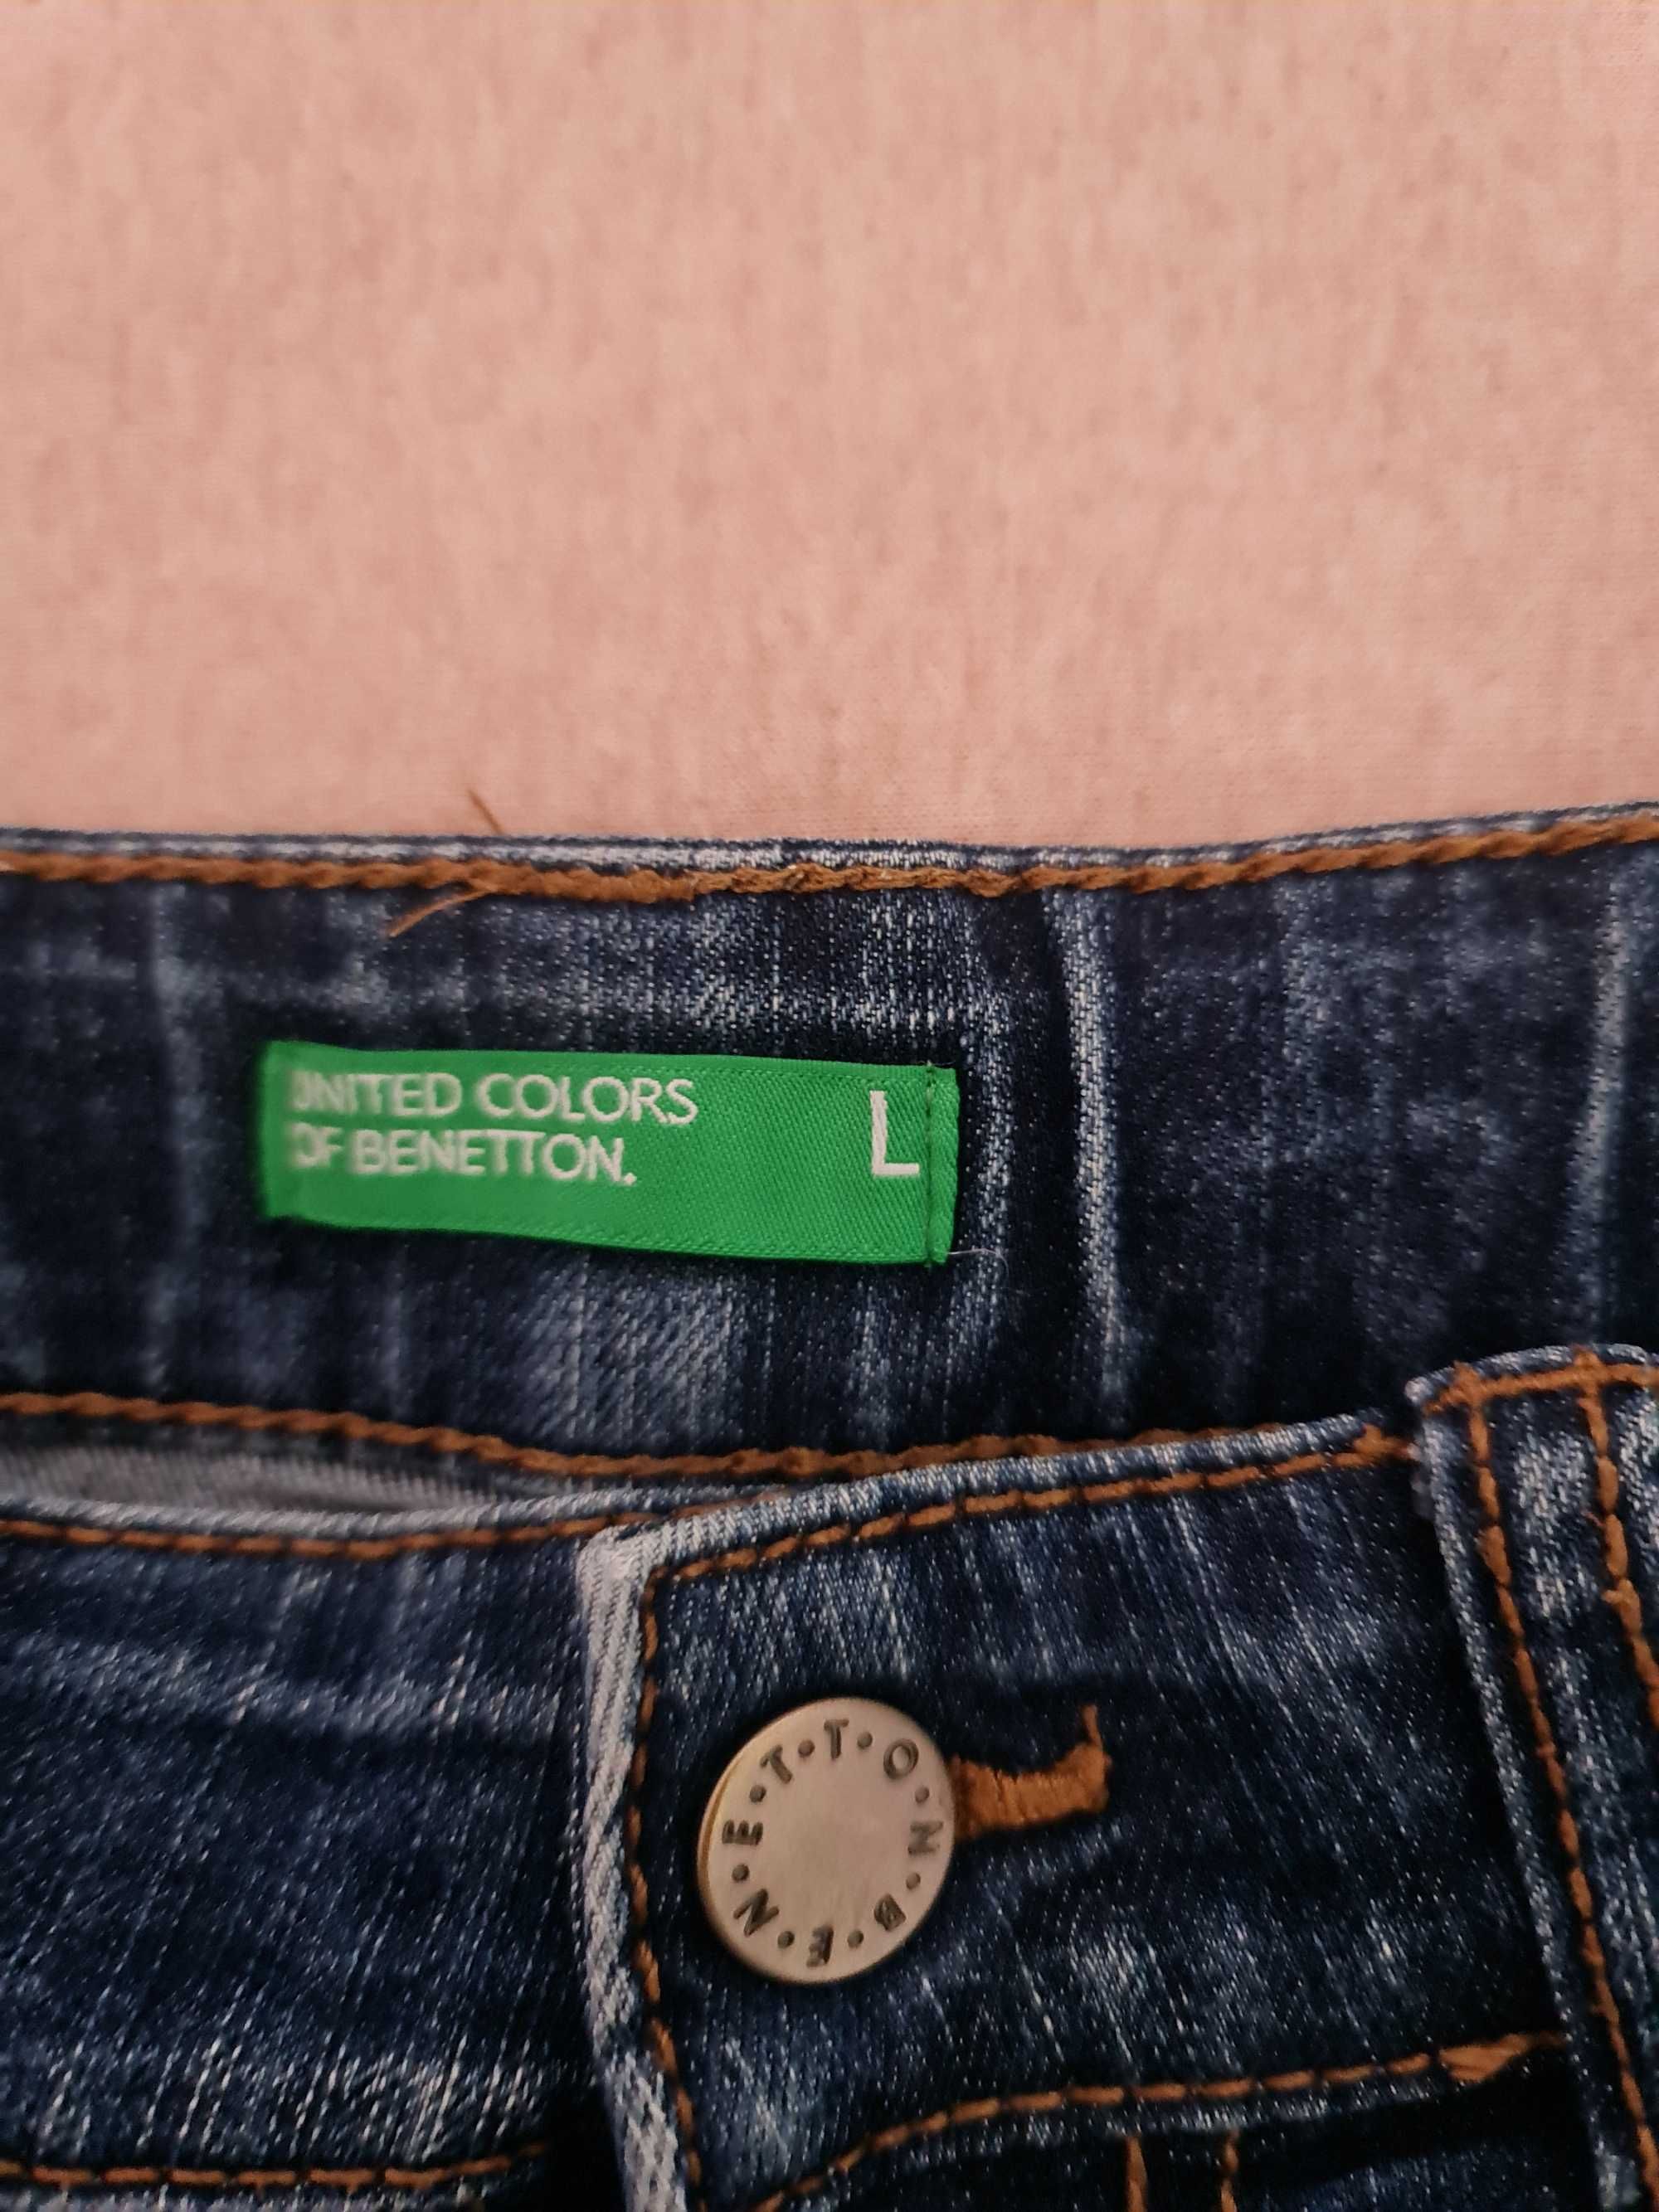 UNITED COLORS
OF BENETTON.
L
B•E•N•E•T•T•O•N•